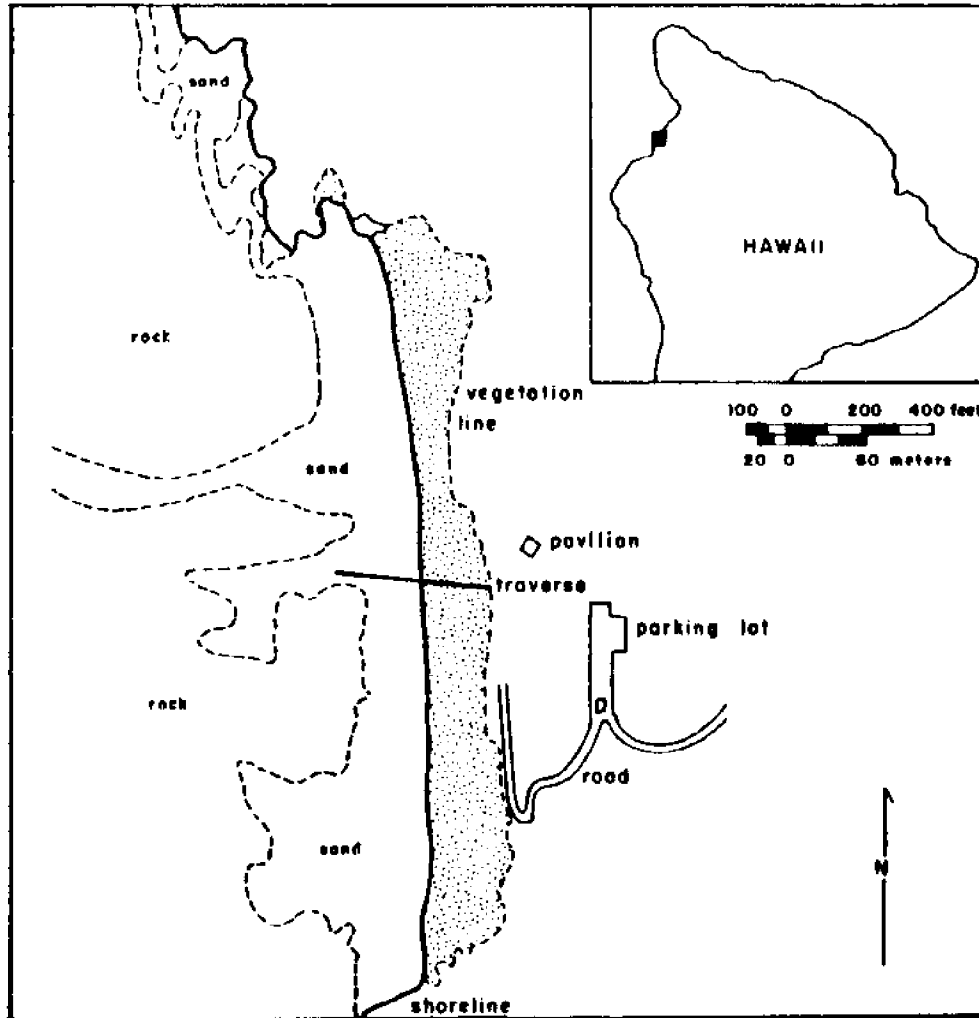 sand
HAWAII
rock
vegetation
line
100 0 200 400 feet
20 0 60 meters
sand
pavilion
traverse
parking lot
rock
road
sand
N
shoreline